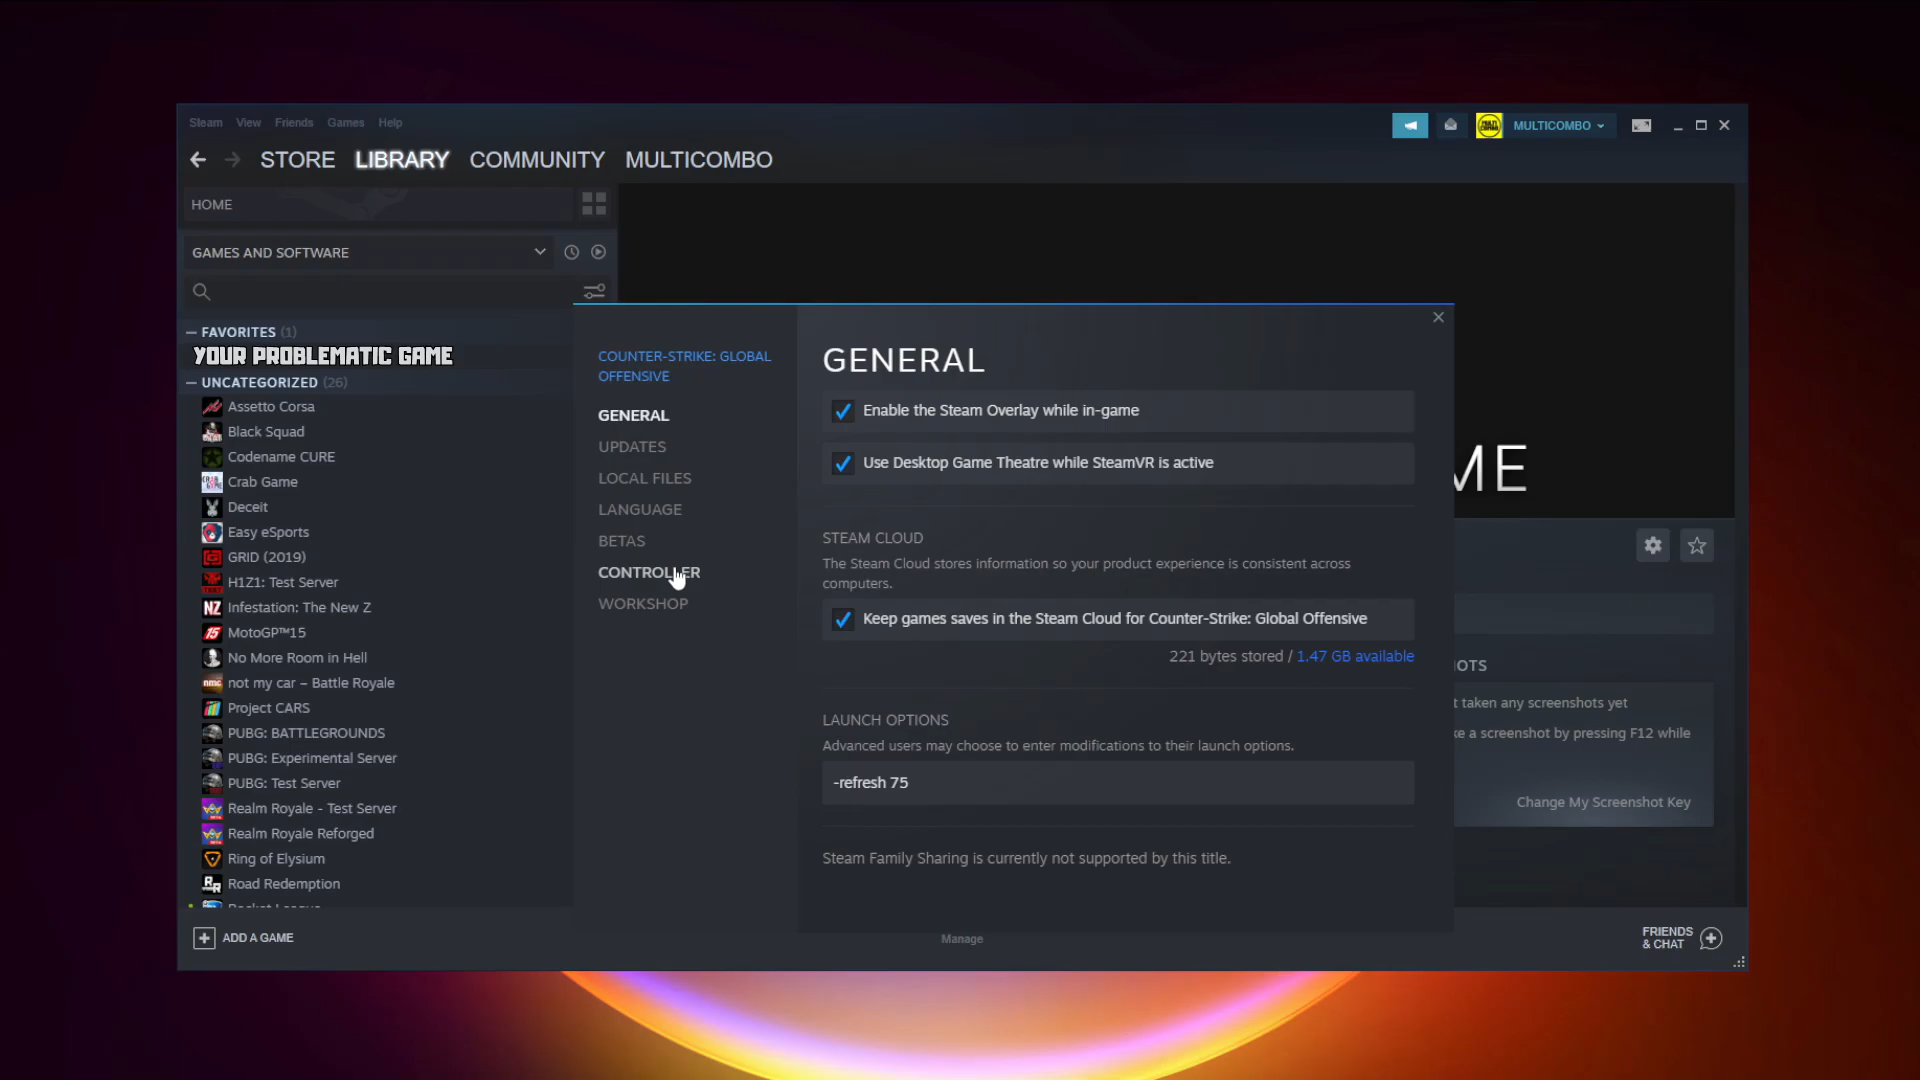 Steam View Friends Games Help
MULTICOMBO
STORE LIBRARY COMMUNITY MULTICOMBO
HOME
GAMES AND SOFTWARE
FAVORITES (1)
YOUR PROBLEMATIC GAME
UNCATEGORIZED (26)
Assetto Corsa
Black Squad
Codename CURE
Crab Game
Deceit
Easy eSports
GRID (2019)
H1Z1: Test Server
Infestation: The New Z
MotoGP™15
No More Room in Hell
not my car – Battle Royale
Project CARS
PUBG: BATTLEGROUNDS
PUBG: Experimental Server
PUBG: Test Server
Realm Royale - Test Server
Realm Royale Reforged
Ring of Elysium
Road Redemption
ADD A GAME
COUNTER-STRIKE: GLOBAL
OFFENSIVE
GENERAL
UPDATES
LOCAL FILES
LANGUAGE
BETAS
CONTROLLER
WORKSHOP
GENERAL
Enable the Steam Overlay while in-game
Use Desktop Game Theatre while SteamVR is active
STEAM CLOUD
The Steam Cloud stores information so your product experience is consistent across
computers.
Keep games saves in the Steam Cloud for Counter-Strike: Global Offensive
221 bytes stored / 1.47 GB available
LAUNCH OPTIONS
Advanced users may choose to enter modifications to their launch options.
-refresh 75
Steam Family Sharing is currently not supported by this title.
Manage
ME
OTS
t taken any screenshots yet
ke a screenshot by pressing F12 while
Change My Screenshot Key
FRIENDS
& CHAT